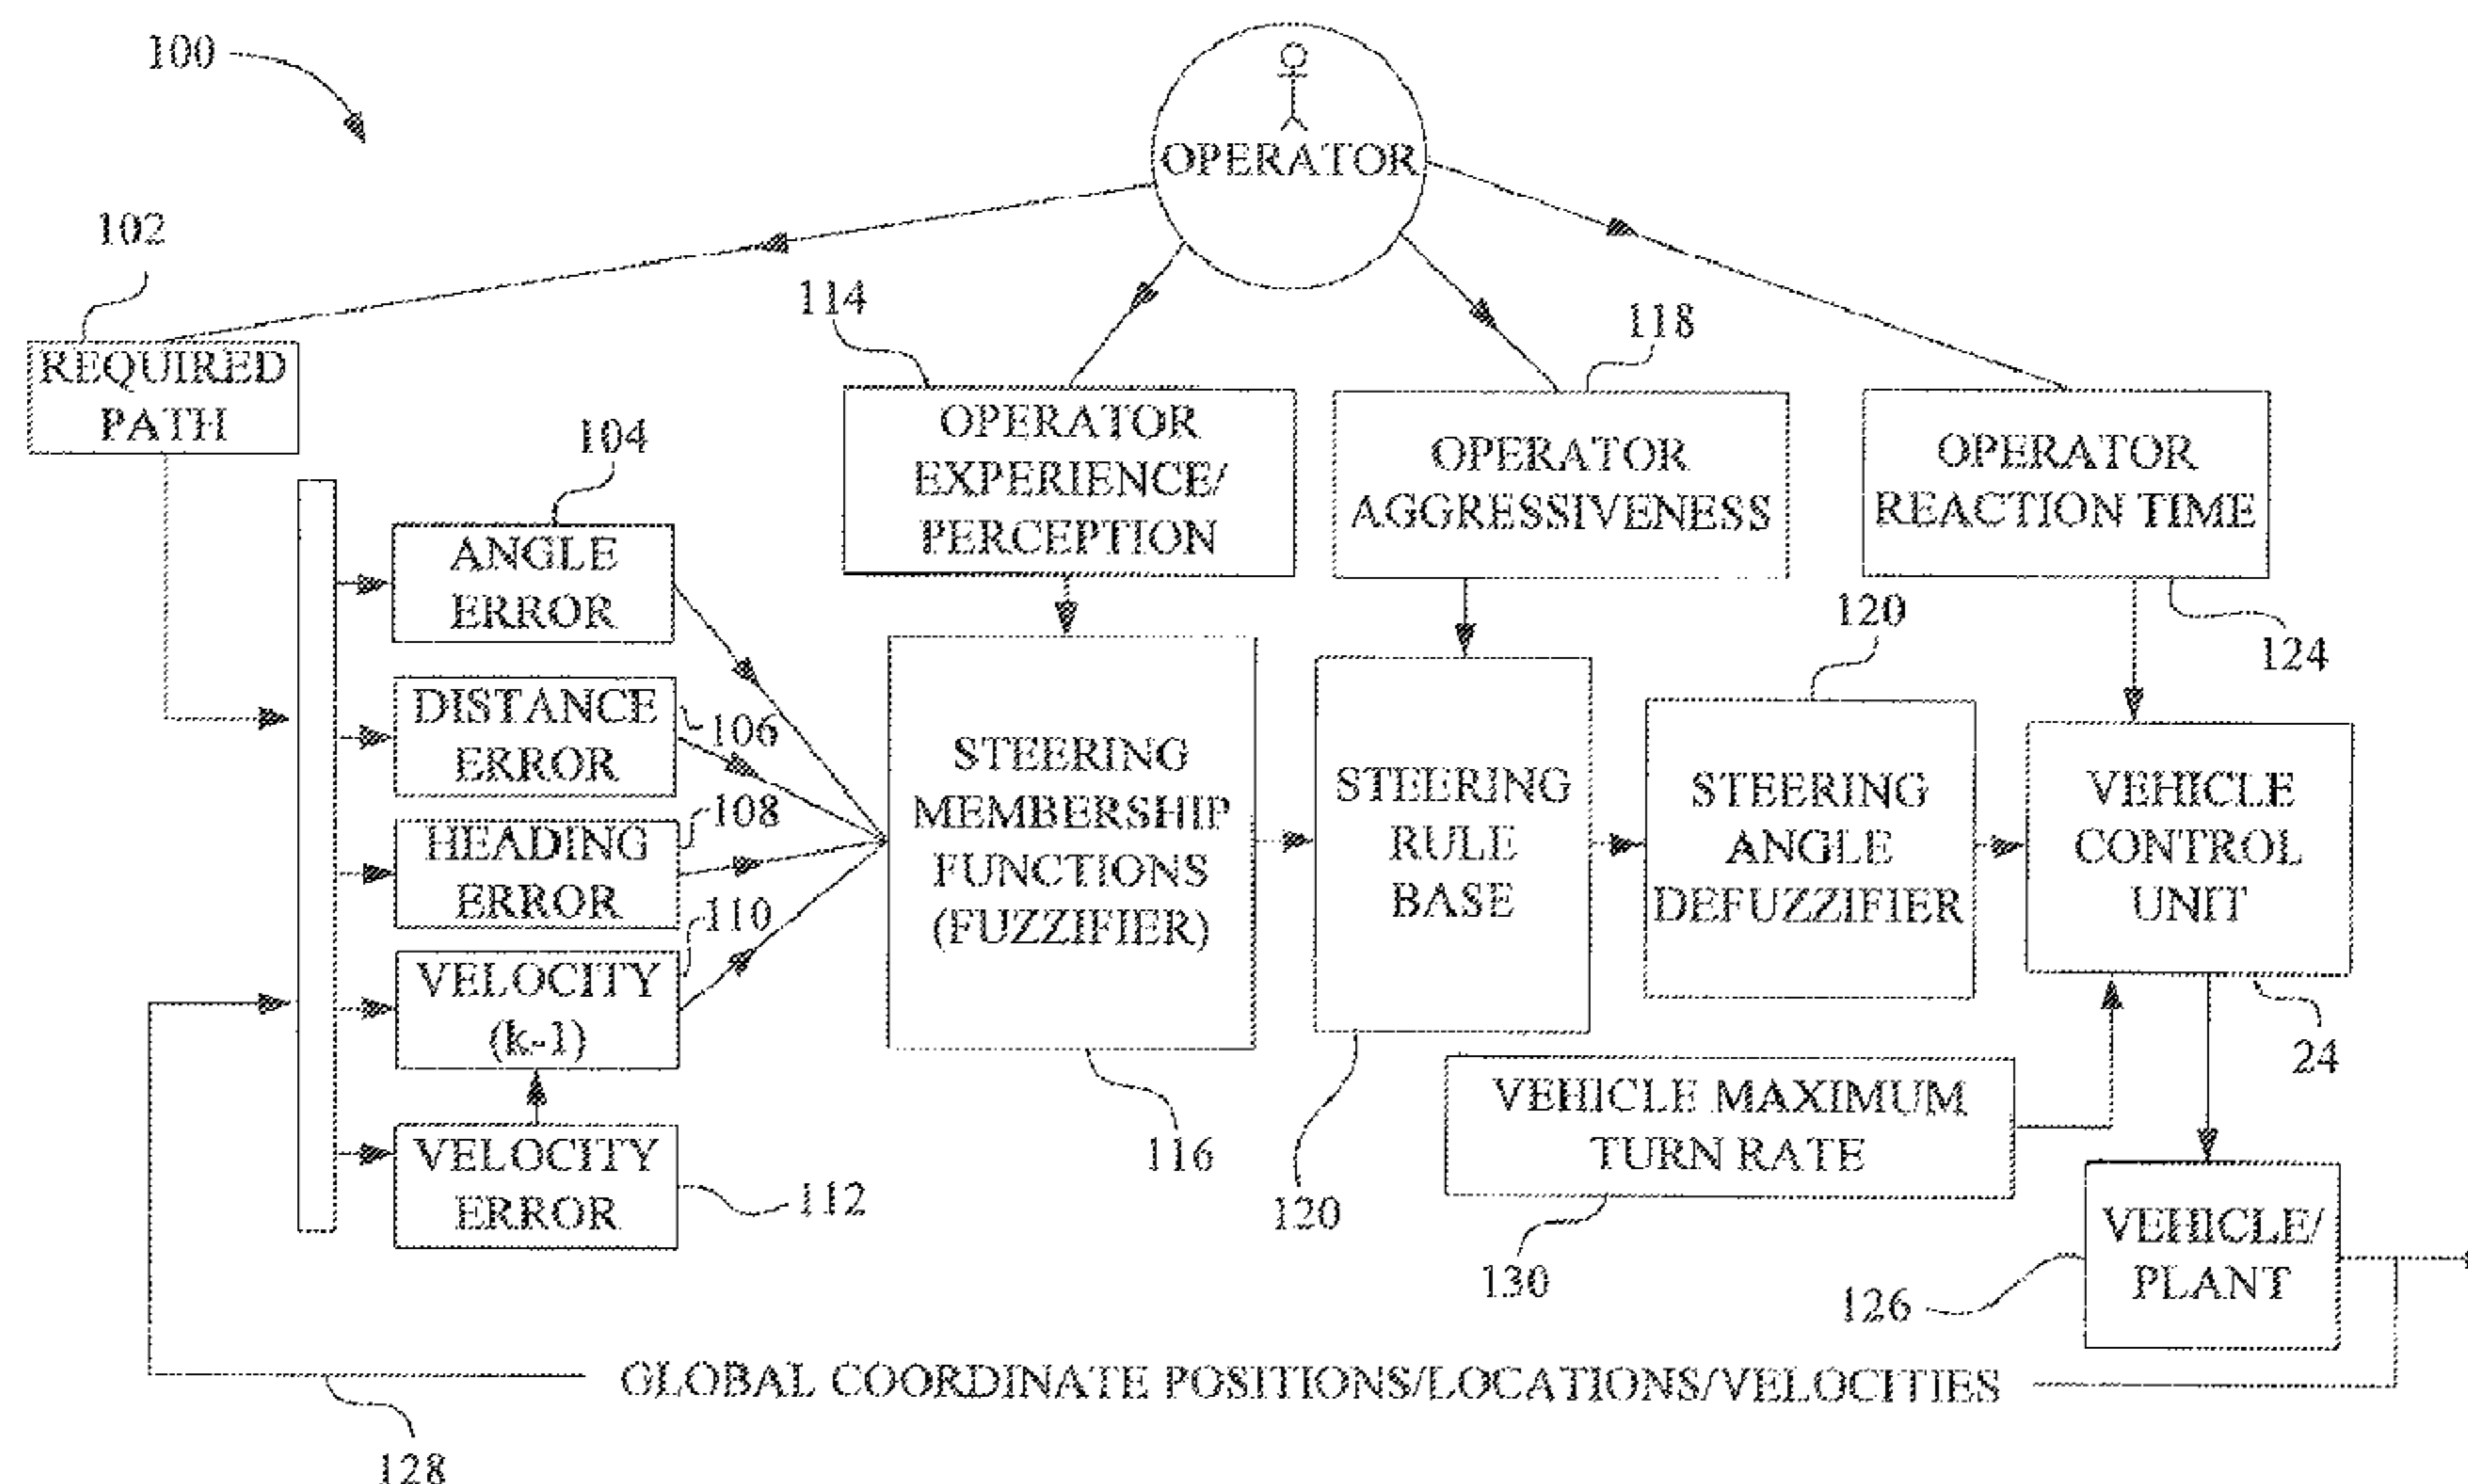 100
OPERATOR
102
REQUIRED
PATH
114
OPERATOR
EXPERIENCE/
PERCEPTION
118
OPERATOR
AGGRESSIVENESS
OPERATOR
REACTION TIME
124
104
ANGLE
ERROR
DISTANCE
ERROR
106
HEADING
ERROR
108
VELOCITY
(k-1)
110
VELOCITY
ERROR
112
STEERING
MEMBERSHIP
FUNCTIONS
(FUZZIFIER)
116
STEERING
RULE
BASE
120
120
STEERING
ANGLE
DEFUZZIFIER
VEHICLE
CONTROL
UNIT
24
VEHICLE MAXIMUM
TURN RATE
130
VEHICLE/
PLANT
126
GLOBAL COORDINATE POSITIONS/LOCATIONS/VELOCITIES
128